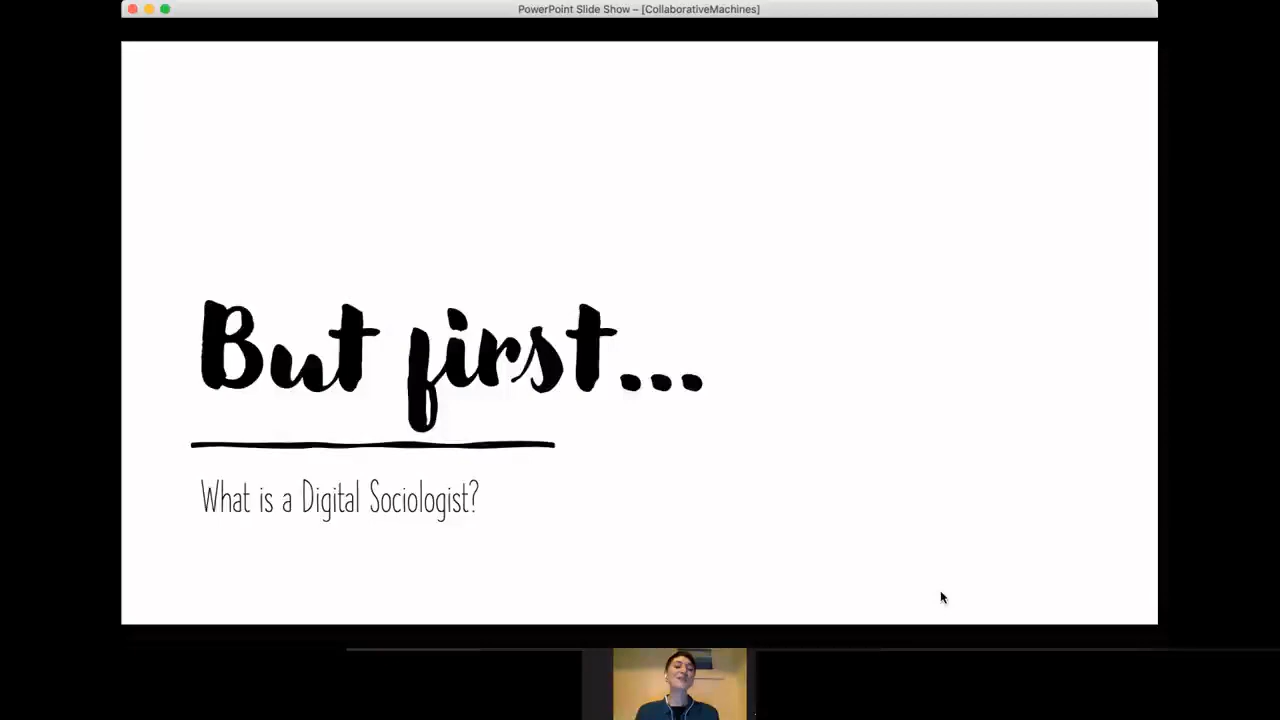 PowerPoint Slide Show – [CollaborativeMachines]
But first...
What is a Digital Sociologist?